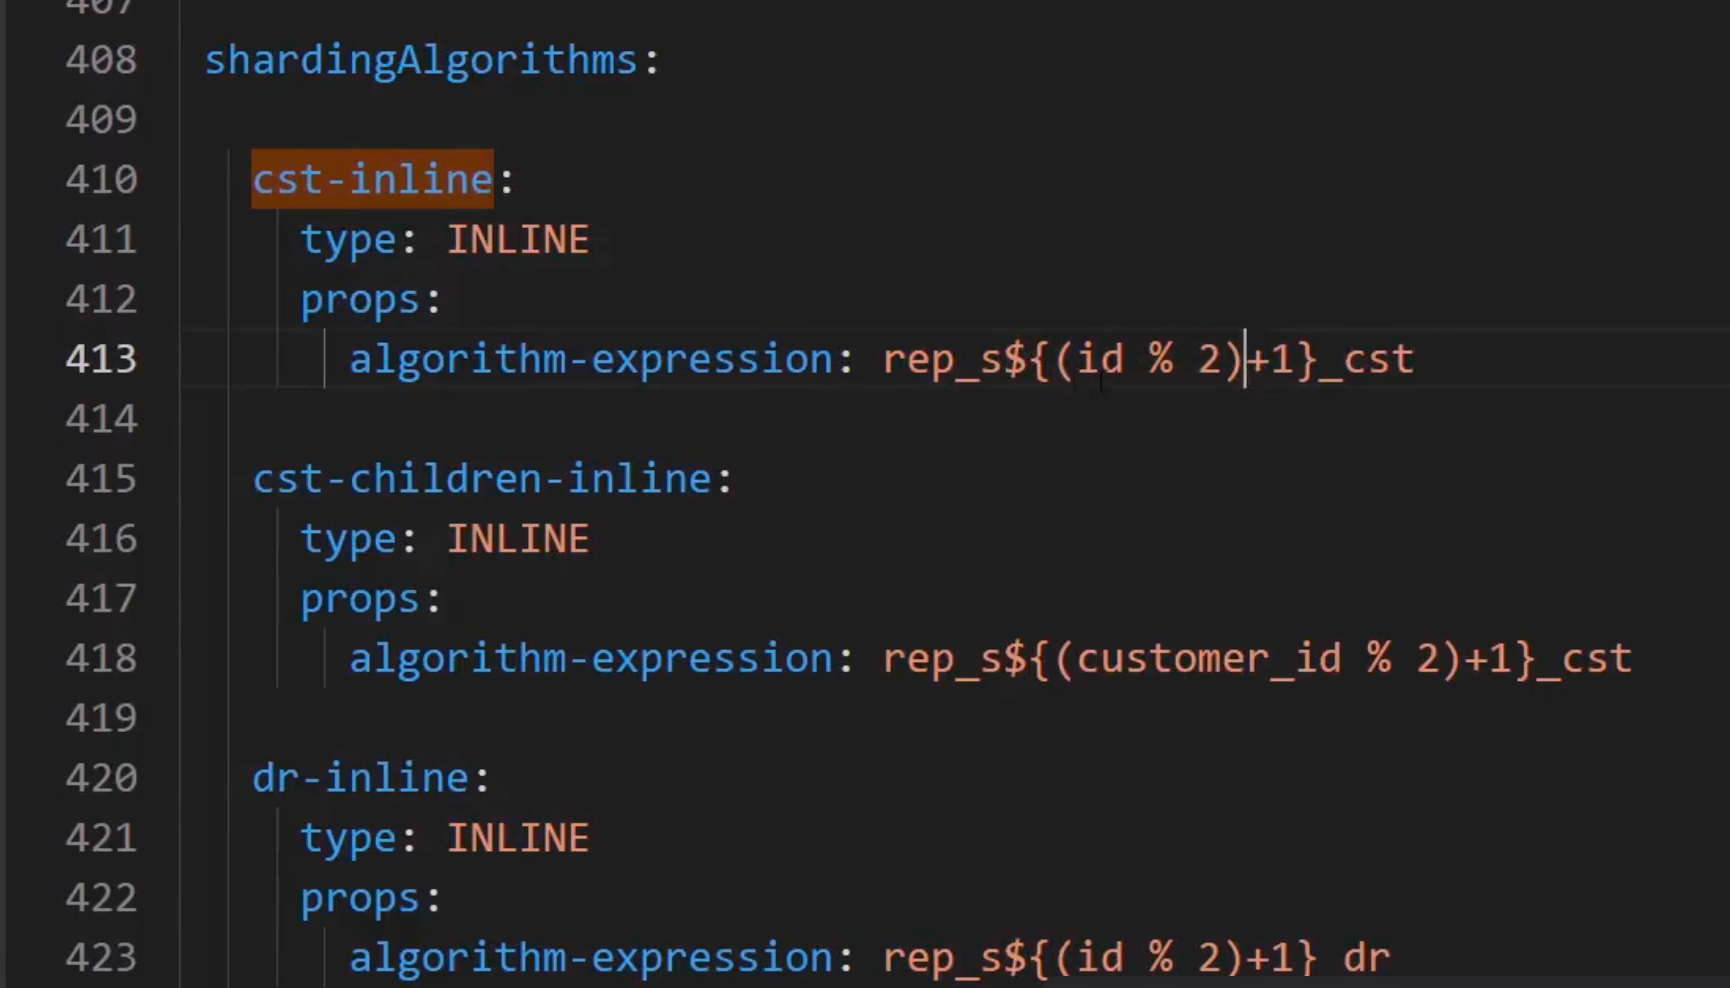 407
408 shardingAlgorithms:
409
410 cst-inline:
411 type: INLINE
412 props:
413 algorithm-expression: rep_s${(id % 2)+1}_cst
414
415 cst-children-inline:
416 type: INLINE
417 props:
418 algorithm-expression: rep_s${(customer_id % 2)+1}_cst
419
420 dr-inline:
421 type: INLINE
422 props:
423 algorithm-expression: rep_s${(id % 2)+1} dr